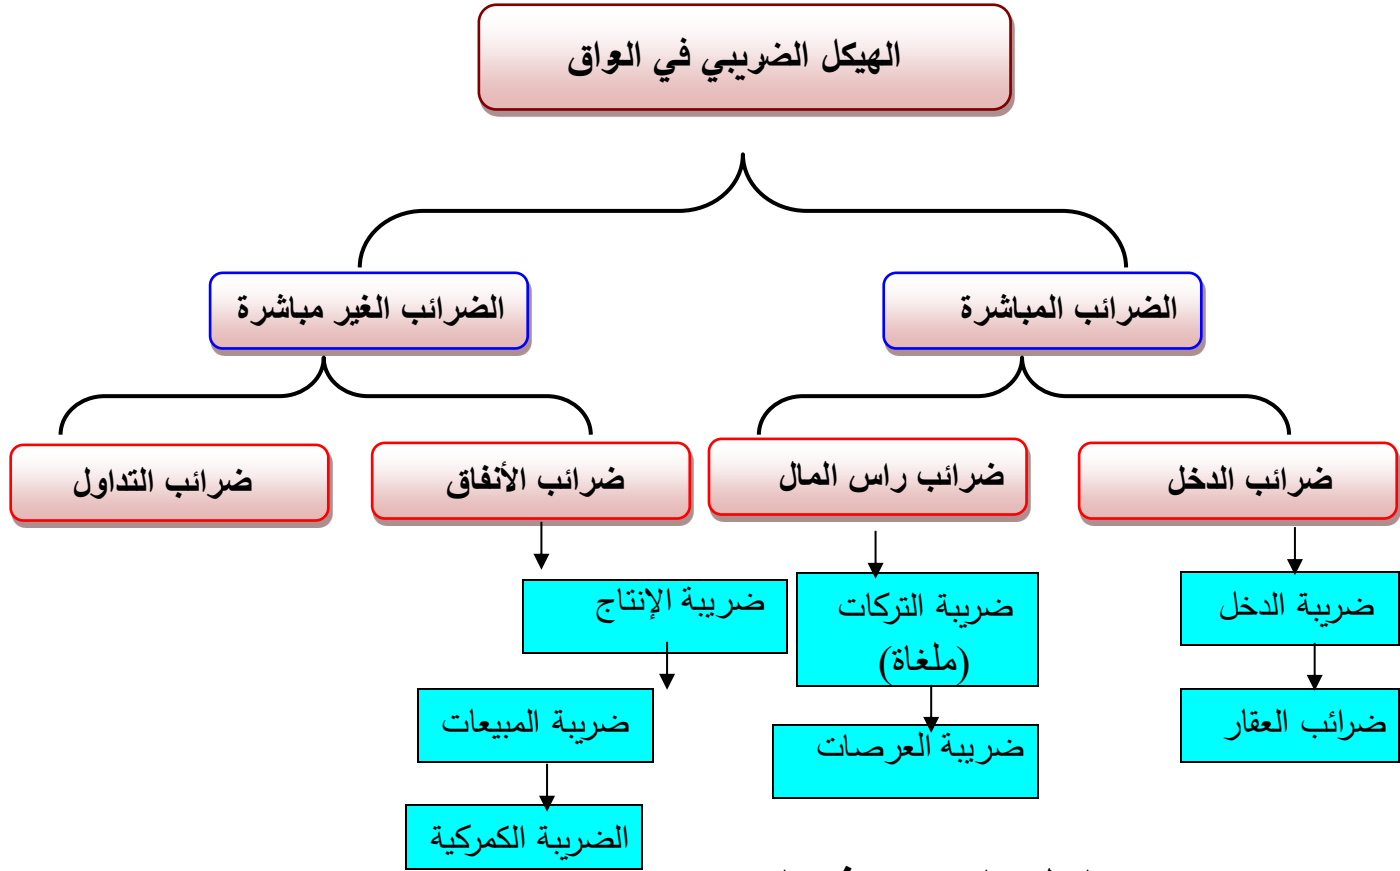 الهيكل الضريبي في العراق
الضرائب المباشرة
الضرائب الغير مباشرة
ضرائب الدخل
ضرائب راس المال
ضرائب الأنفاق
ضرائب التداول
ضريبة الدخل
ضريبة التركات
(ملغاة)
ضريبة الإنتاج
ضرائب العقار
ضريبة العرصات
ضريبة المبيعات
الضريبة الكمركية